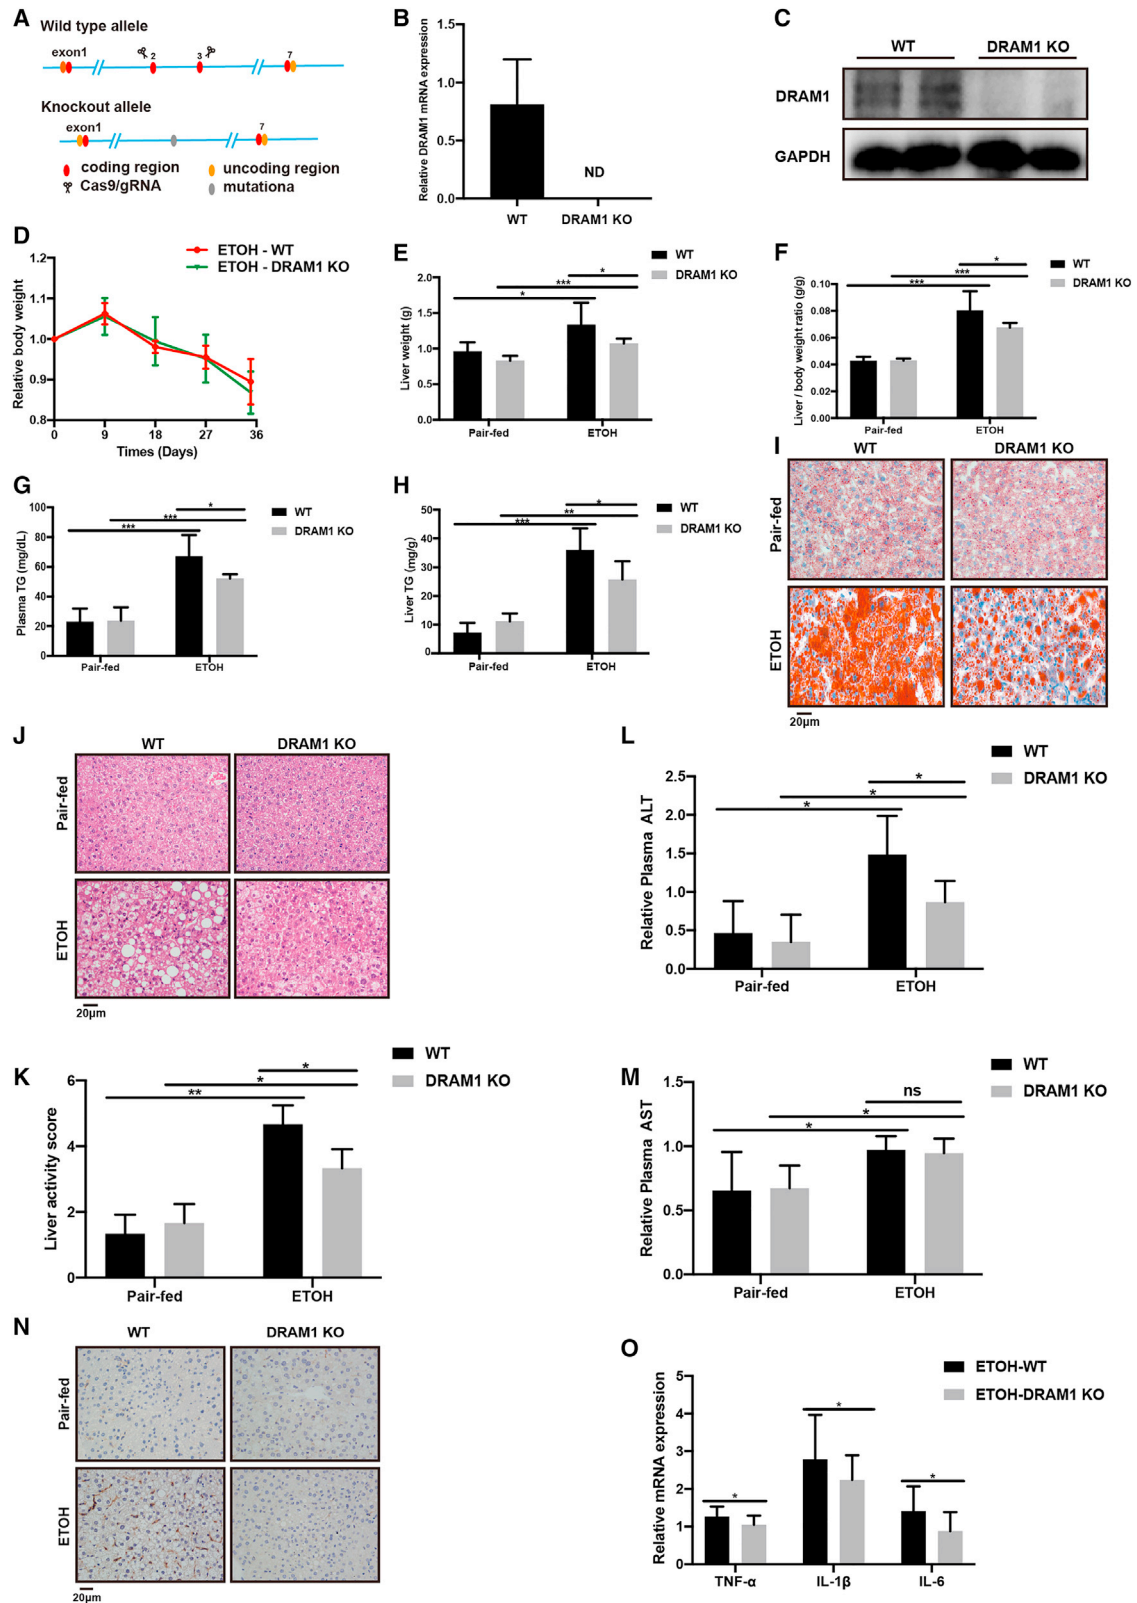 A
Wild type allele
exon1
2
3
7
Knockout allele
exon1
7
coding region
uncoding region
Cas9/gRNA
mutationa
B
Relative DRAM1 mRNA expression
1.5
1.0
0.5
0.0
ND
WT
DRAM1 KO
C
WT
DRAM1 KO
DRAM1
GAPDH
D
ETOH - WT
ETOH - DRAM1 KO
Relative body weight
1.2
1.1
1.0
0.9
0.8
0
9
18
27
36
Times (Days)
E
WT
DRAM1 KO
*
***
*
Liver weight (g)
2.0
1.5
1.0
0.5
0.0
Pair-fed
ETOH
F
WT
DRAM1 KO
*
***
***
Liver / body weight ratio (g/g)
0.10
0.08
0.06
0.04
0.02
0.00
Pair-fed
ETOH
G
WT
DRAM1 KO
*
***
***
Plasma TG (mg/dL)
100
80
60
40
20
0
Pair-fed
ETOH
H
WT
DRAM1 KO
*
**
***
Liver TG (mg/g)
50
40
30
20
10
0
Pair-fed
ETOH
I
WT
DRAM1 KO
Pair-fed
ETOH
20μm
J
WT
DRAM1 KO
Pair-fed
ETOH
20μm
L
WT
DRAM1 KO
*
*
*
Relative Plasma ALT
2.5
2.0
1.5
1.0
0.5
0.0
Pair-fed
ETOH
K
WT
DRAM1 KO
*
*
**
Liver activity score
6
4
2
0
Pair-fed
ETOH
M
WT
DRAM1 KO
ns
*
*
Relative Plasma AST
1.5
1.0
0.5
0.0
Pair-fed
ETOH
N
WT
DRAM1 KO
Pair-fed
ETOH
20μm
O
ETOH-WT
ETOH-DRAM1 KO
*
*
*
Relative mRNA expression
5
4
3
2
1
0
TNF-α
IL-1β
IL-6